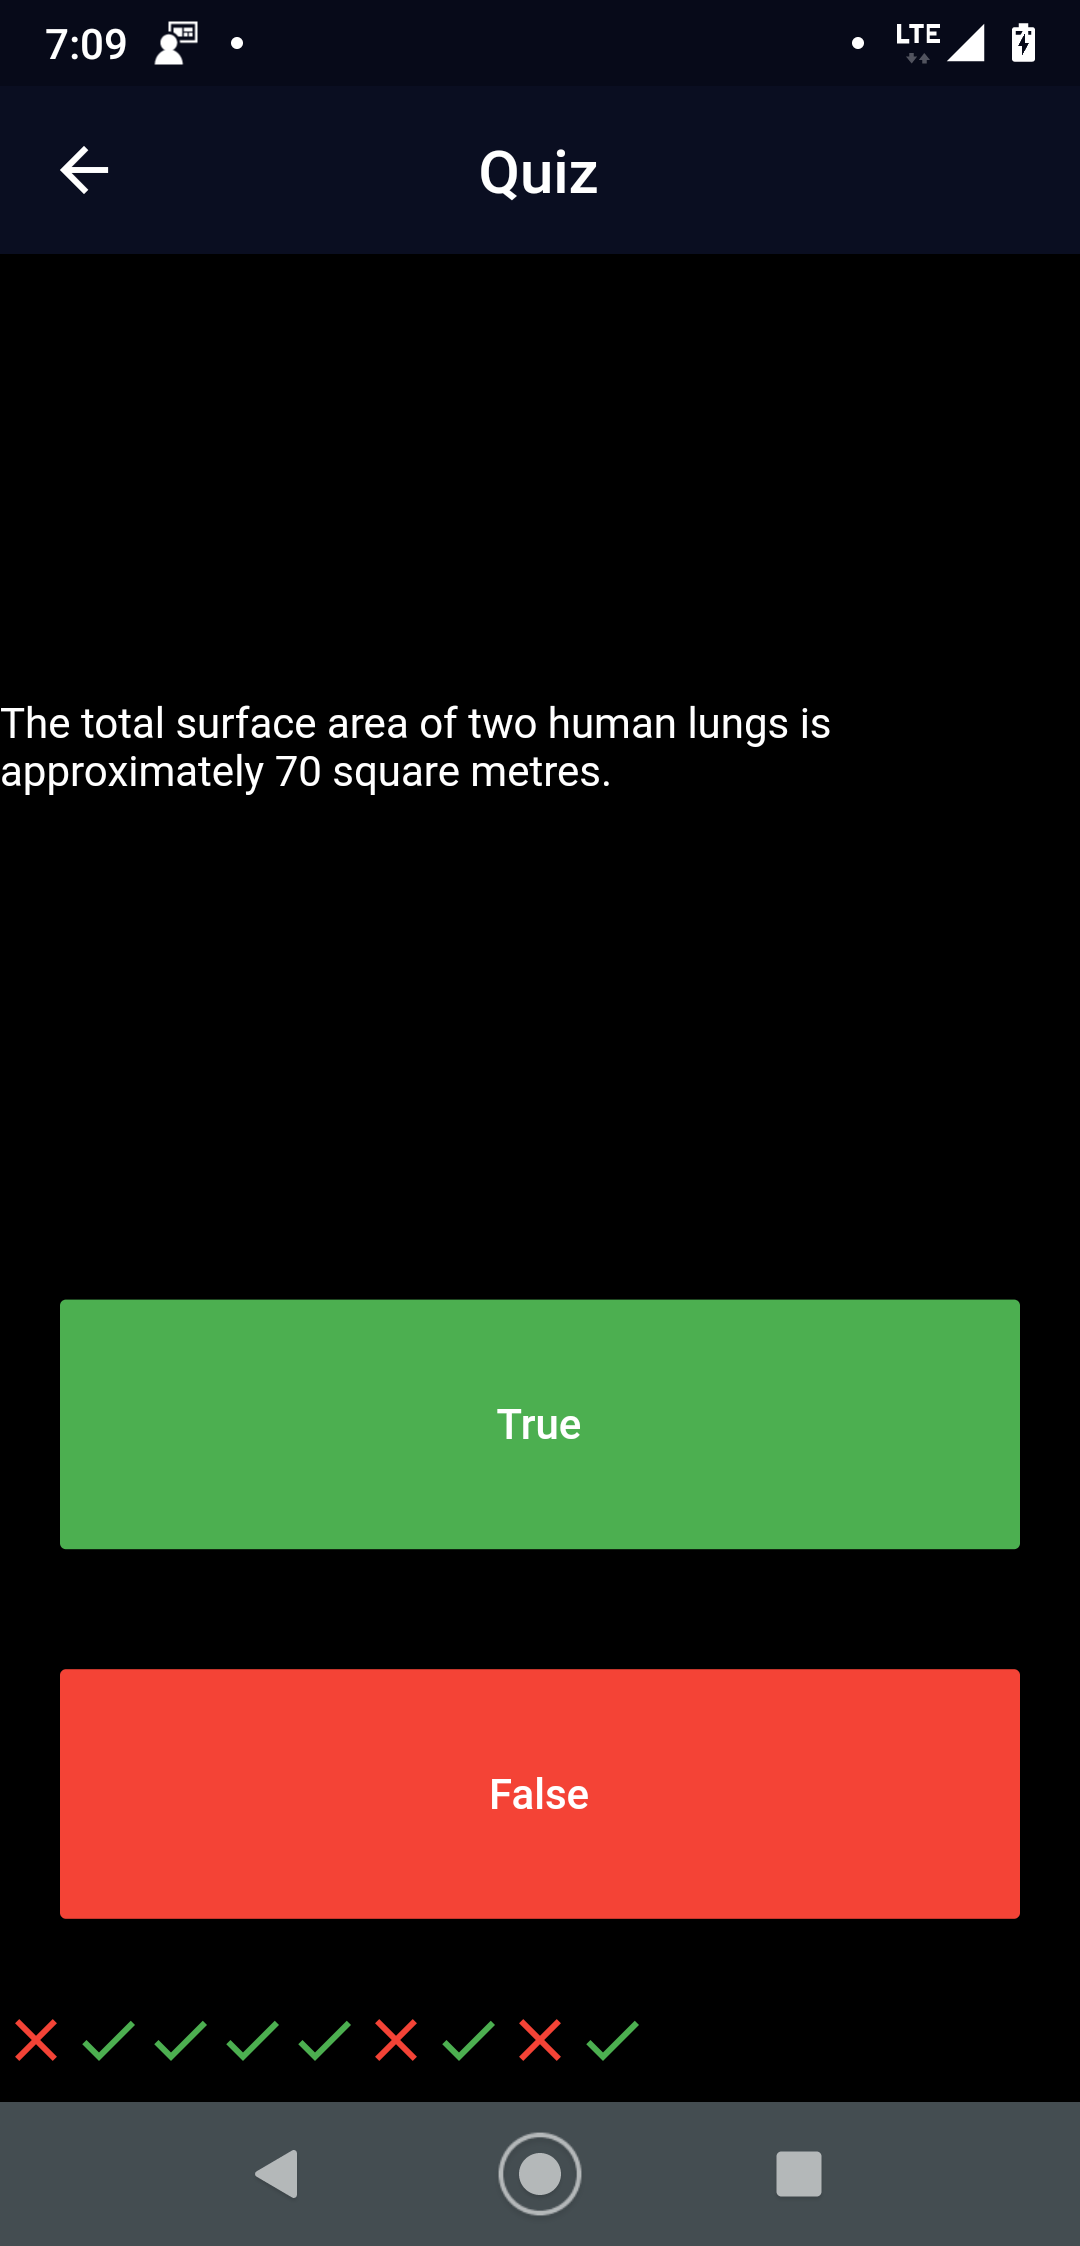 7:09
LTE
Quiz
The total surface area of two human lungs is
approximately 70 square metres.
True
False